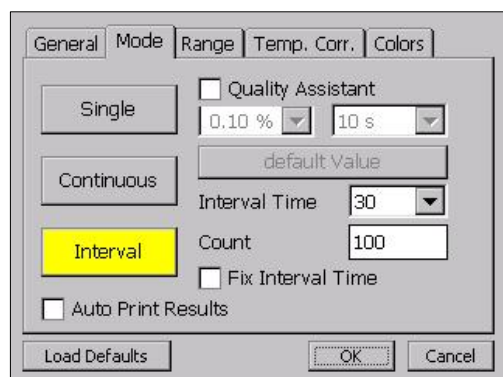 General Mode Range Temp. Corr. Colors
Single
Quality Assistant
0.10 % 10 s
default Value
Continuous
Interval Time 30
Interval
Count 100
Fix Interval Time
Auto Print Results
Load Defaults OK Cancel